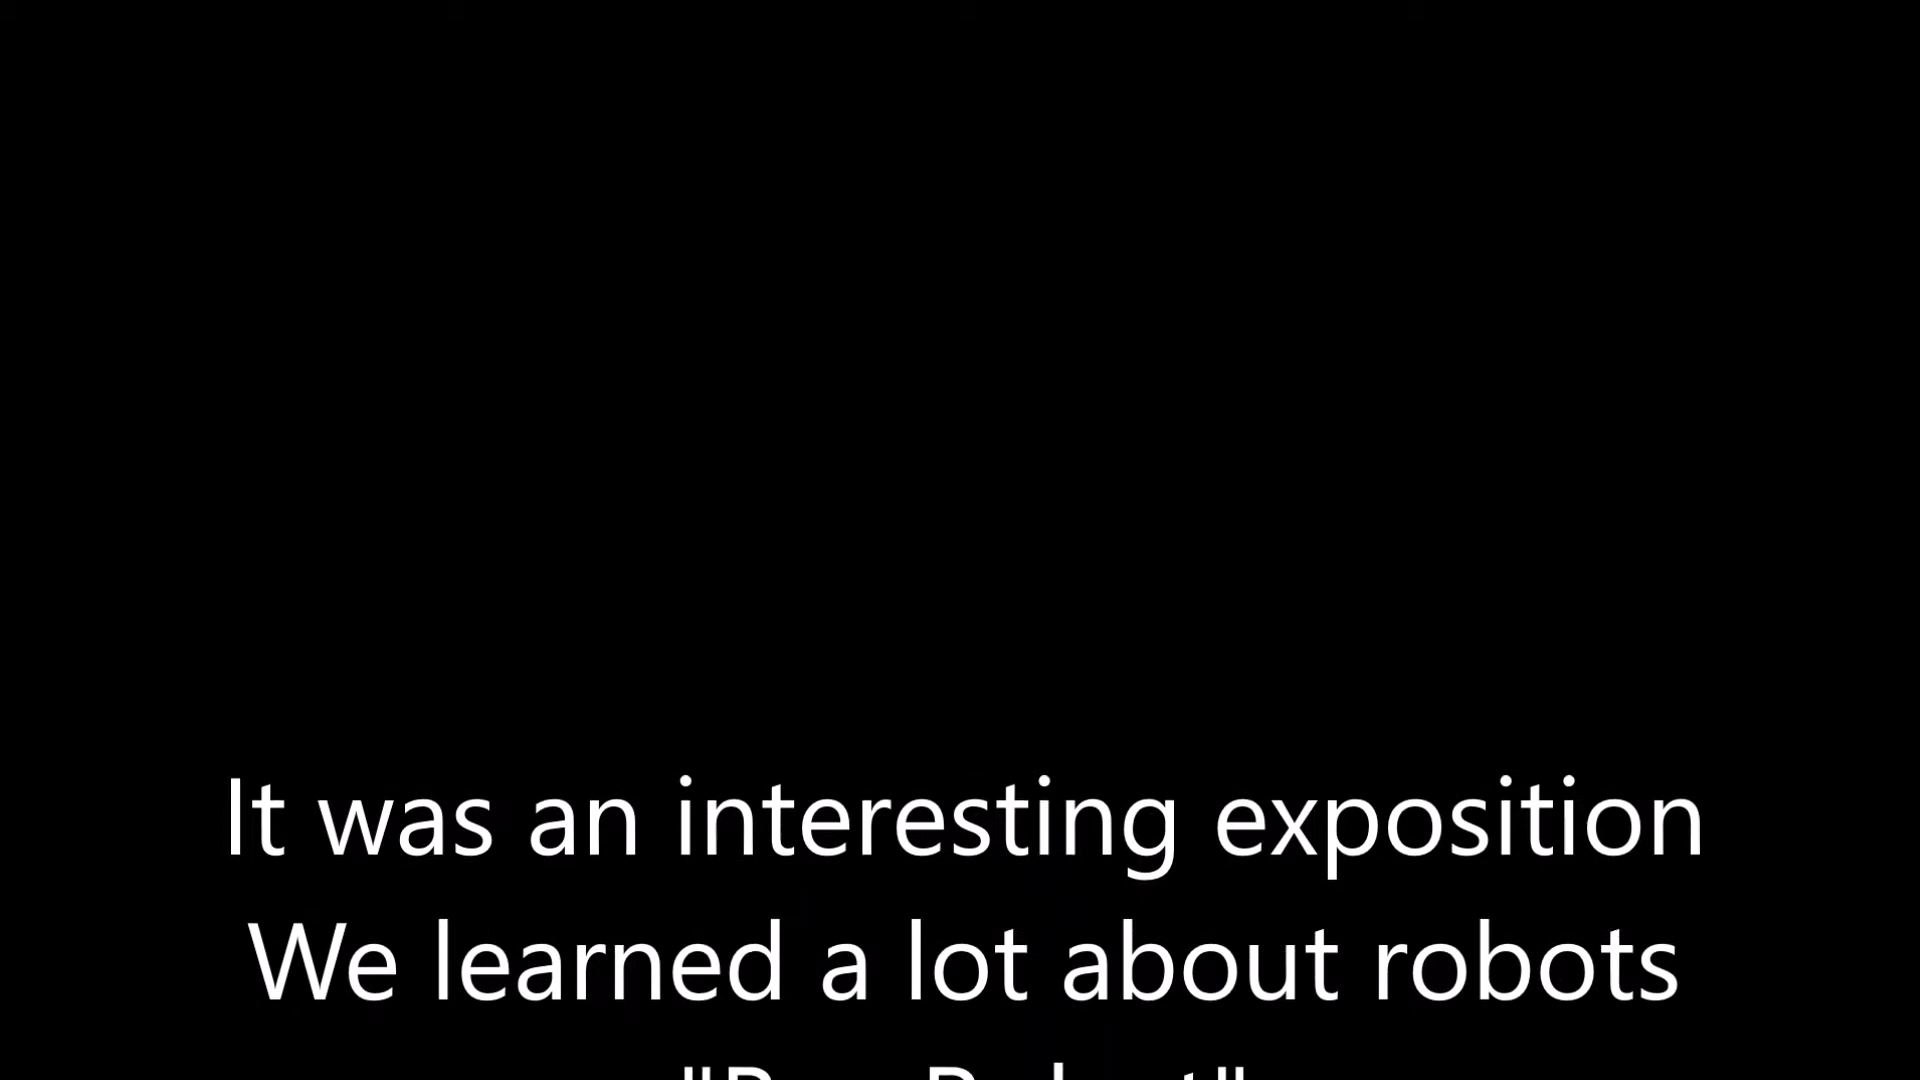 It was an interesting exposition
We learned a lot about robots